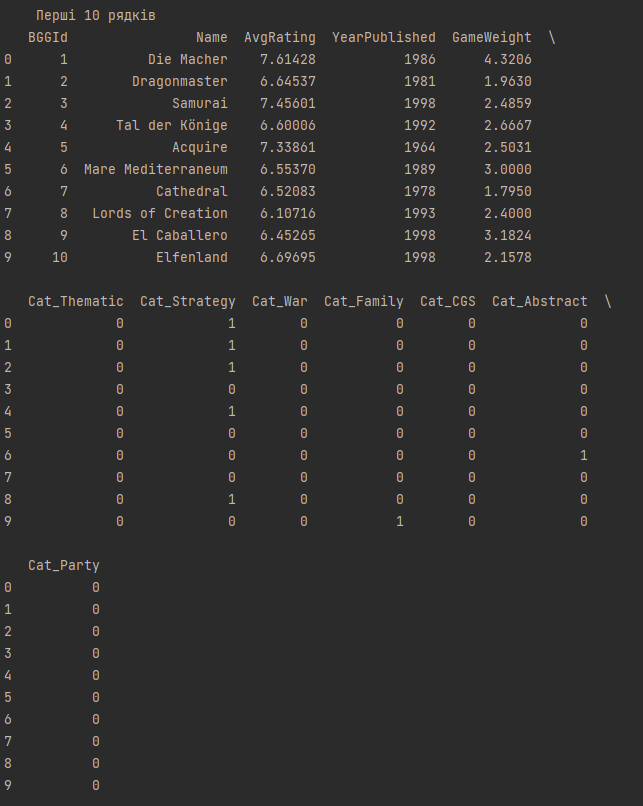 Перші 10 рядків
BGGId Name AvgRating YearPublished GameWeight \
0 1 Die Macher 7.61428 1986 4.3206
1 2 Dragonmaster 6.64537 1981 1.9630
2 3 Samurai 7.45601 1998 2.4859
3 4 Tal der Könige 6.60006 1992 2.6667
4 5 Acquire 7.33861 1964 2.5031
5 6 Mare Mediterraneum 6.55370 1989 3.0000
6 7 Cathedral 6.52083 1978 1.7950
7 8 Lords of Creation 6.10716 1993 2.4000
8 9 El Caballero 6.45265 1998 3.1824
9 10 Elfenland 6.69695 1998 2.1578
Cat_Thematic Cat_Strategy Cat_War Cat_Family Cat_CGS Cat_Abstract \
0 0 1 0 0 0 0
1 0 1 0 0 0 0
2 0 1 0 0 0 0
3 0 0 0 0 0 0
4 0 1 0 0 0 0
5 0 0 0 0 0 0
6 0 0 0 0 0 1
7 0 0 0 0 0 0
8 0 1 0 0 0 0
9 0 0 0 1 0 0
Cat_Party
0 0
1 0
2 0
3 0
4 0
5 0
6 0
7 0
8 0
9 0